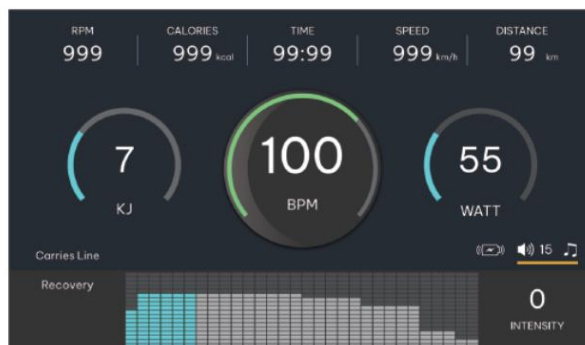 RPM CALORIES TIME SPEED DISTANCE
999 999 kcal 99:99 999 km/h 99 km
7 100 55
KJ BPM WATT
15
Carries Line
Recovery
0
INTENSITY